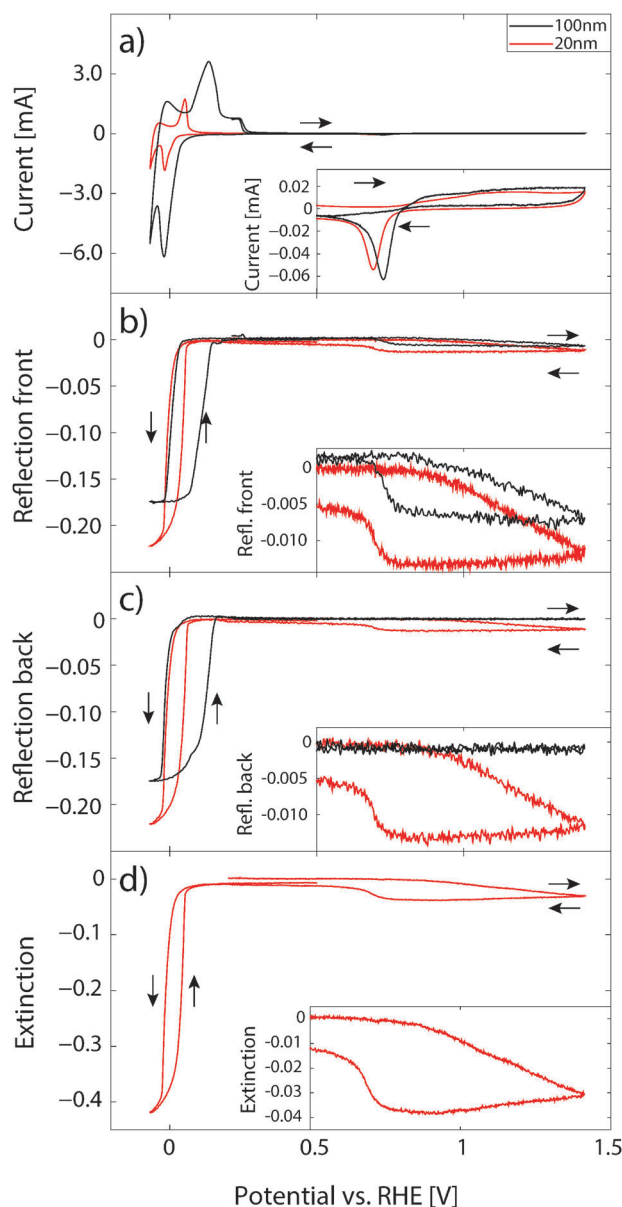 a)
100nm
20nm
3.0
0
-3.0
-6.0
Current [mA]
0.02
0
-0.02
-0.04
-0.06
Current [mA]
b)
0
-0.05
-0.10
-0.15
-0.20
Reflection front
0
-0.005
-0.010
Refl. front
c)
0
-0.05
-0.10
-0.15
-0.20
Reflection back
0
-0.005
-0.010
Refl. back
d)
0
-0.1
-0.2
-0.3
-0.4
Extinction
0
-0.01
-0.02
-0.03
-0.04
Extinction
0 0.5 1 1.5
Potential vs. RHE [V]